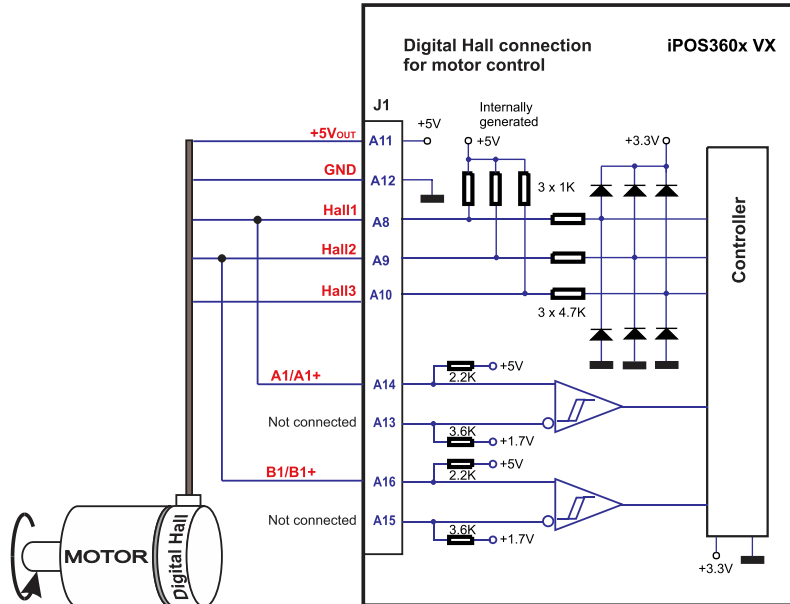 Digital Hall connection
for motor control
iPOS360x VX
J1
Internally
generated
+5V
+5V
+3.3V
+5VOUT
A11
GND
A12
3 x 1K
Hall1
A8
Hall2
A9
Hall3
A10
3 x 4.7K
Controller
A1/A1+
A14
+5V
2.2K
Not connected
A13
3.6K
+1.7V
B1/B1+
A16
+5V
2.2K
Not connected
A15
3.6K
+1.7V
+3.3V
MOTOR
Digital Hall